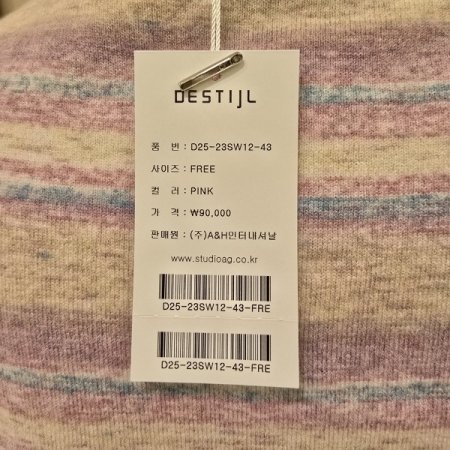 DESTIJL
품 번 : D25-23SW12-43
사이즈 : FREE
컬 러 : PINK
가 격 : ₩90,000
판매원 : (주)A&H인터내셔날
www.studioag.co.kr
D25-23SW12-43-FRE
D25-23SW12-43-FRE